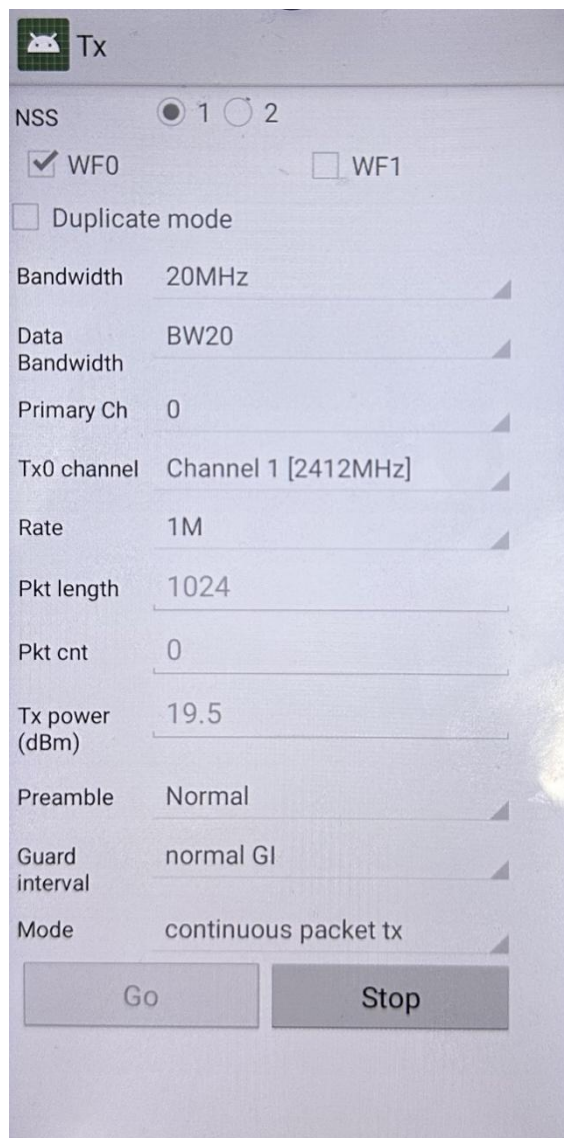 Tx
NSS 1 2
WF0 WF1
Duplicate mode
Bandwidth 20MHz
Data Bandwidth BW20
Primary Ch 0
Tx0 channel Channel 1 [2412MHz]
Rate 1M
Pkt length 1024
Pkt cnt 0
Tx power (dBm) 19.5
Preamble Normal
Guard interval normal GI
Mode continuous packet tx
Go Stop